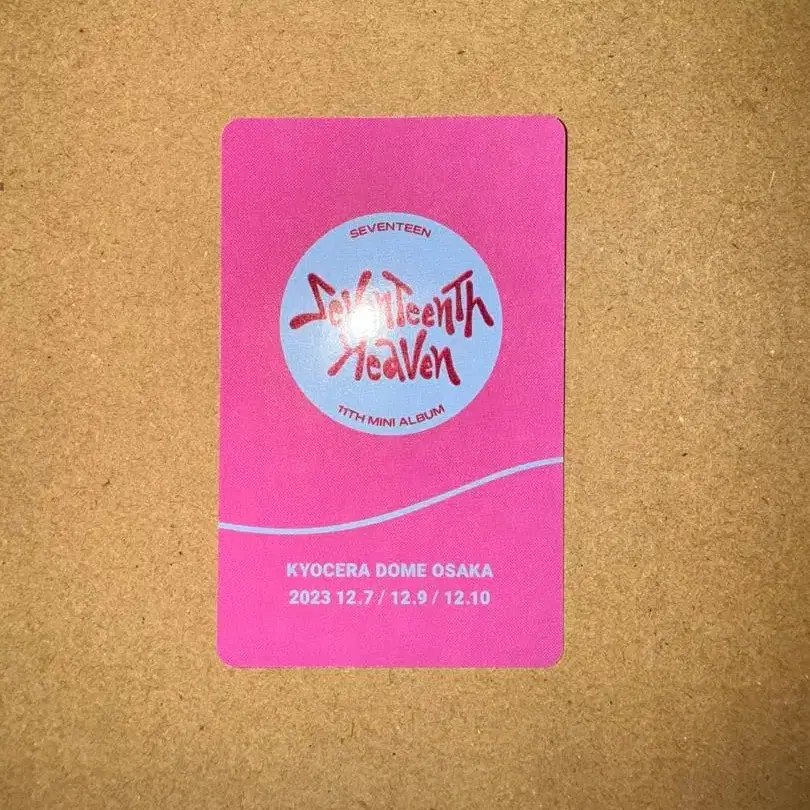 SEVENTEEN
SEVENTEENTH
HEAVEN
11TH MINI ALBUM
KYOCERA DOME OSAKA
2023 12.7 / 12.9 / 12.10